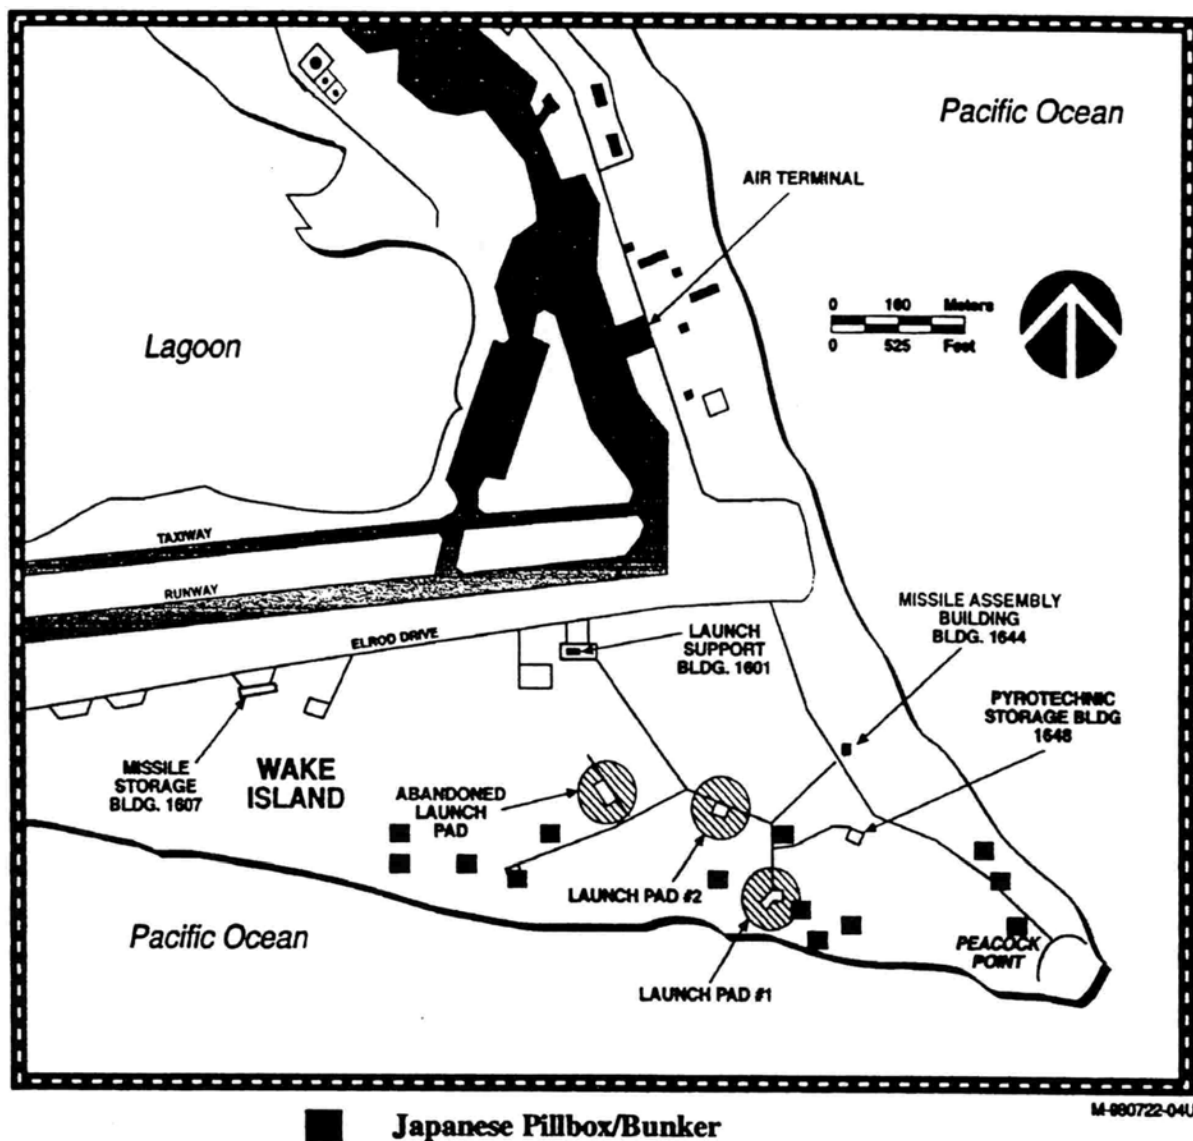 Pacific Ocean
AIR TERMINAL
0 160 Meters
0 525 Feet
Lagoon
TAXIWAY
RUNWAY
ELROD DRIVE
LAUNCH
SUPPORT
BLDG. 1601
MISSILE ASSEMBLY
BUILDING
BLDG. 1644
PYROTECHNIC
STORAGE BLDG
1648
MISSILE
STORAGE
BLDG. 1607
WAKE
ISLAND
ABANDONED
LAUNCH
PAD
LAUNCH PAD #2
Pacific Ocean
PEACOCK
POINT
LAUNCH PAD #1
M-980722-04U
Japanese Pillbox/Bunker